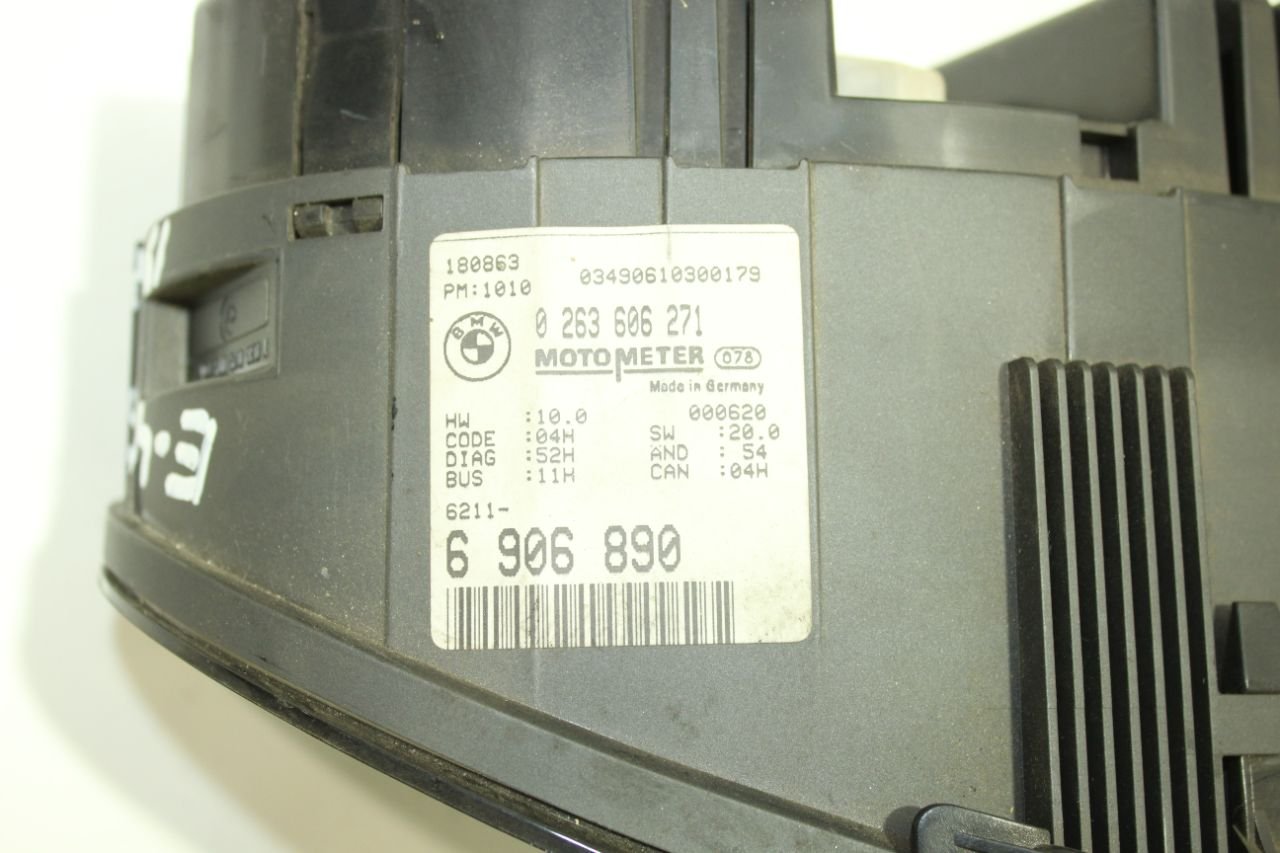 180863 03490610300179
PM:1010
BMW
0 263 606 271
MOTOMETER 078
Made in Germany
000620
HW :10.0
CODE :04H SW :20.0
DIAG :52H AND : 54
BUS :11H CAN :04H
6211-
6 906 890